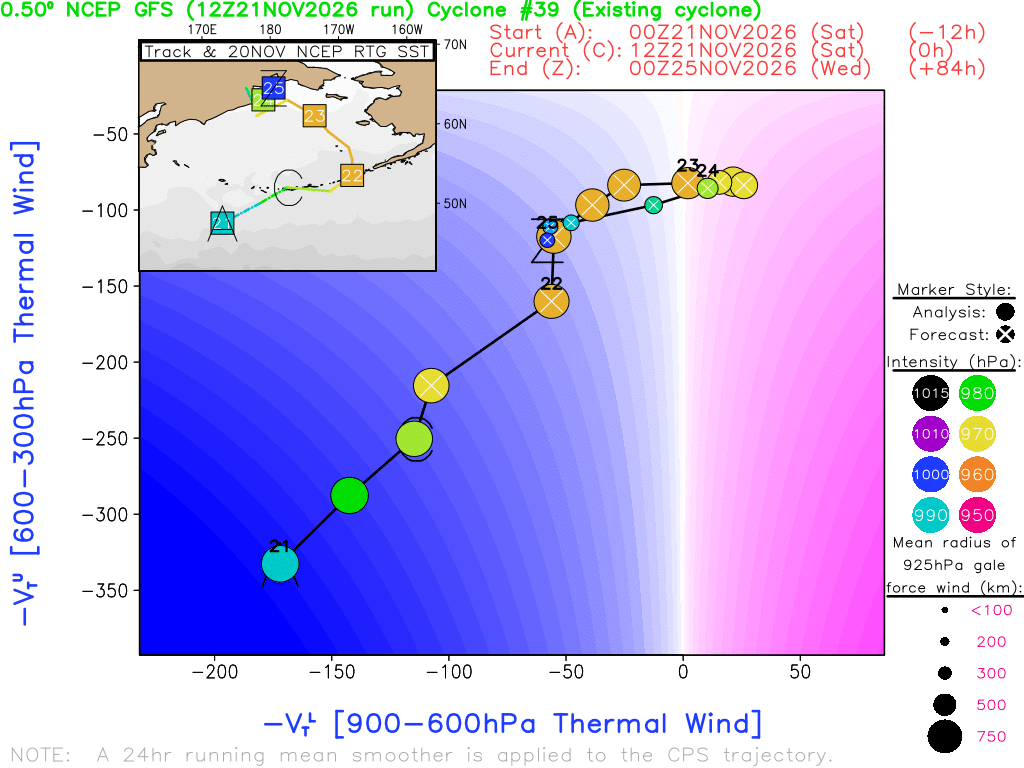 0.50º NCEP GFS (12Z21NOV2026 run) Cyclone #39 (Existing cyclone)
Start (A): 00Z21NOV2026 (Sat) (−12h)
Current (C): 12Z21NOV2026 (Sat) (0h)
End (Z): 00Z25NOV2026 (Wed) (+84h)
170E 180 170W 160W
Track & 20NOV NCEP RTG SST
70N
60N
50N
25
23
22
21
A
C
Z
−V_T^U [600−300hPa Thermal Wind]
−50
−100
−150
−200
−250
−300
−350
23
24
25
22
21
−200 −150 −100 −50 0 50
−V_T^L [900−600hPa Thermal Wind]
Marker Style:
Analysis:
Forecast:
Intensity (hPa):
1015 980
1010 970
1000 960
990 950
Mean radius of
925hPa gale
force wind (km):
<100
200
300
500
750
NOTE: A 24hr running mean smoother is applied to the CPS trajectory.